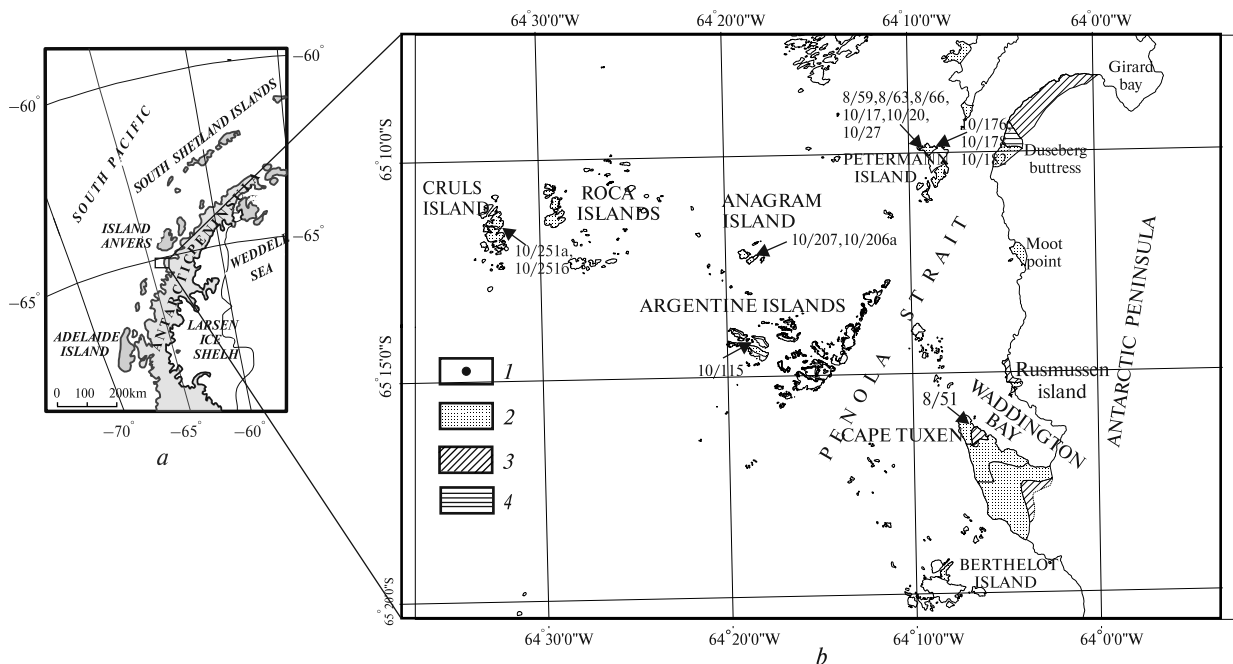 64°30'0"W
64°20'0"W
64°10'0"W
64°0'0"W
−60°
−60°
SOUTH PACIFIC
SOUTH SHETLAND ISLANDS
ISLAND
ANVERS
ANTARCTIC PENINSULA
WEDDELL
SEA
−65°
−65°
ADELAIDE
ISLAND
LARSEN
ICE
SHELH
0 100 200km
−70° −65° −60°
a
65°10'0"S
65°15'0"S
65°20'0"S
Girard
bay
8/59,8/63,8/66,
10/17,10/20,
10/27
10/176
10/178
10/182
PETERMANN
ISLAND
Duseberg
buttress
CRULS
ISLAND
ROCA
ISLANDS
ANAGRAM
ISLAND
10/207,10/206a
10/251a,
10/251б
Moot
point
ARGENTINE ISLANDS
10/115
PENOLA STRAIT
ANTARCTIC PENINSULA
Rasmussen
island
8/51
WADDINGTON
BAY
CAPE TUXEN
BERTHELOT
ISLAND
1
2
3
4
64°30'0"W
64°20'0"W
64°10'0"W
64°0'0"W
b